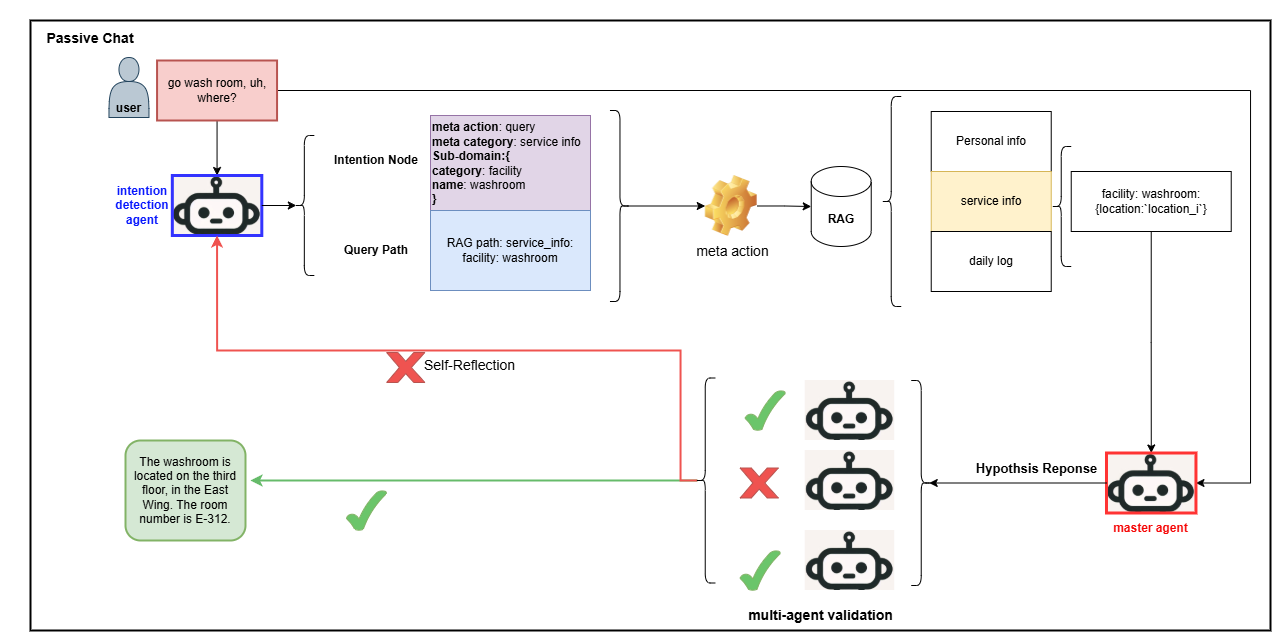 Passive Chat
user
go wash room, uh,
where?
intention
detection
agent
Intention Node
meta action: query
meta category: service info
Sub-domain:{
category: facility
name: washroom
}
Query Path
RAG path: service_info:
facility: washroom
meta action
RAG
Personal info
service info
daily log
facility: washroom:
{location:`location_i`}
Self-Reflection
The washroom is
located on the third
floor, in the East
Wing. The room
number is E-312.
Hypothsis Reponse
master agent
multi-agent validation